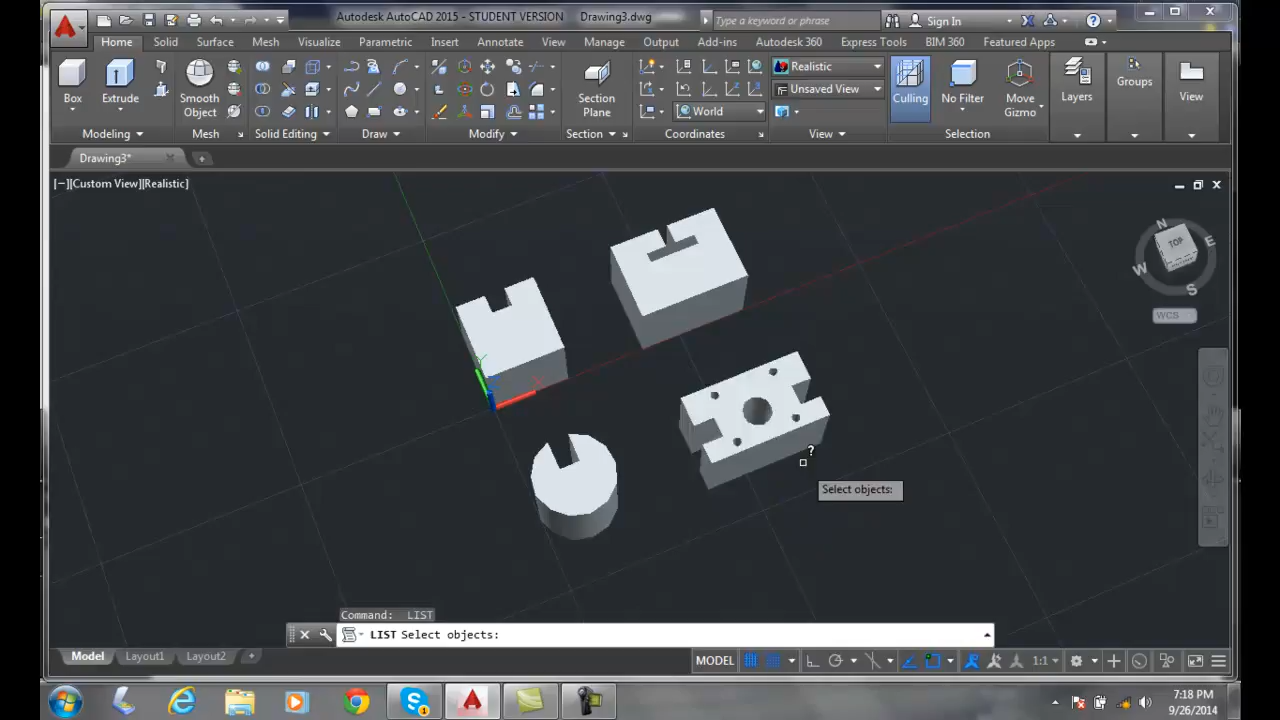 Autodesk AutoCAD 2015 - STUDENT VERSION Drawing3.dwg Type a keyword or phrase Sign In
Home Solid Surface Mesh Visualize Parametric Insert Annotate View Manage Output Add-ins Autodesk 360 Express Tools BIM 360 Featured Apps
Realistic
Unsaved View
World
Box Extrude Smooth Object Section Plane Culling No Filter Move Gizmo Layers Groups View
Modeling Mesh Solid Editing Draw Modify Section Coordinates View Selection
Drawing3*
[−][Custom View][Realistic]
N
TOP
E
W
S
WCS
Y
X
?
Select objects:
Command: LIST
LIST Select objects:
Model Layout1 Layout2 +
MODEL 1:1
7:18 PM
9/26/2014